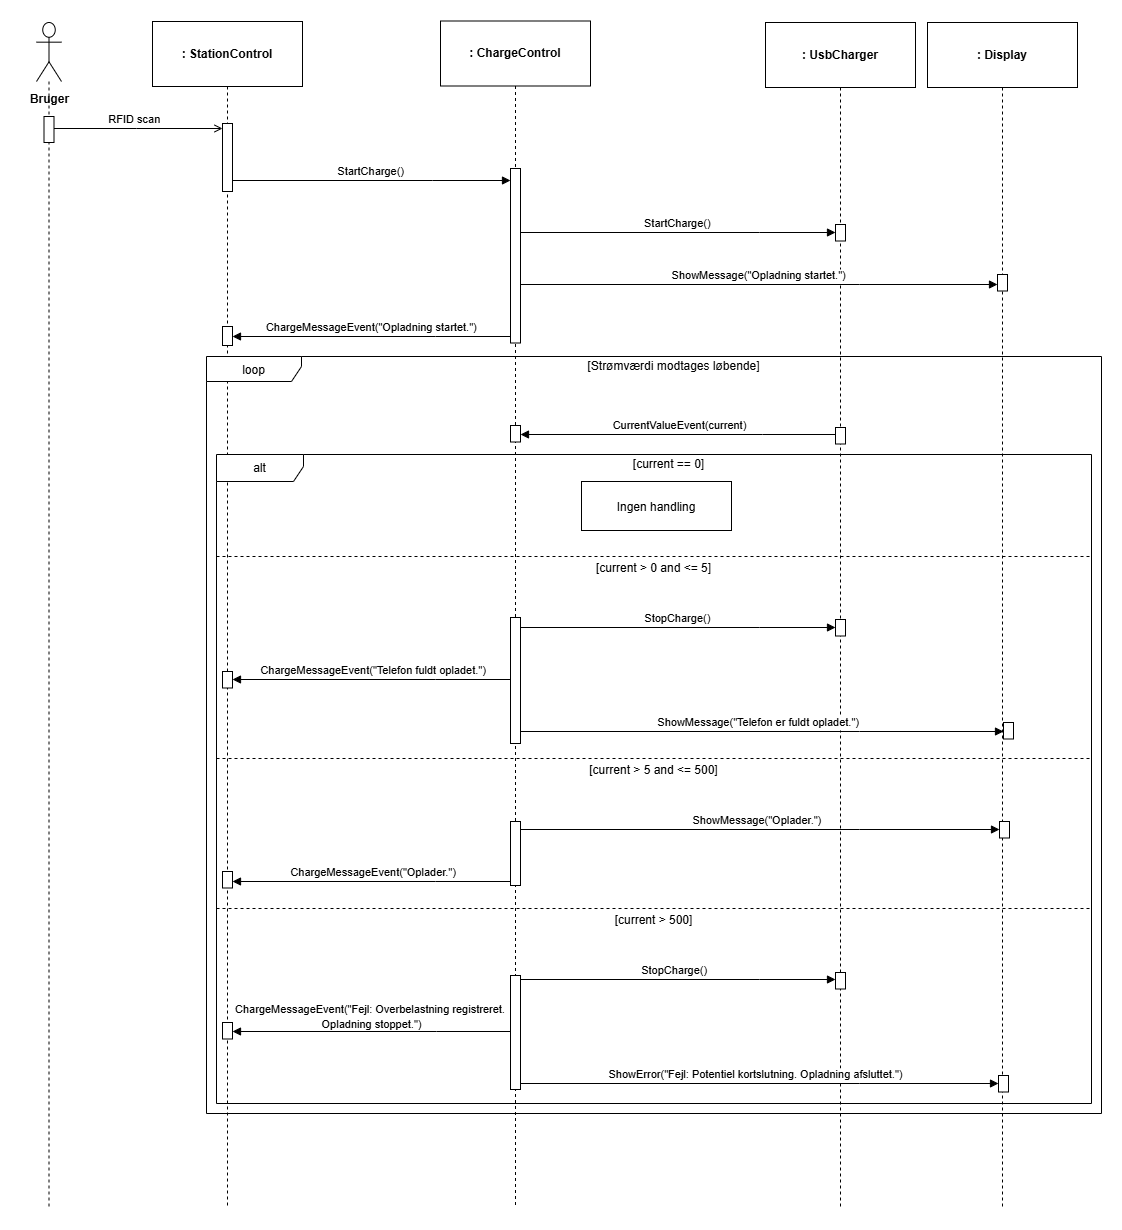 : StationControl
: ChargeControl
: UsbCharger
: Display
Bruger
RFID scan
StartCharge()
StartCharge()
ShowMessage("Opladning startet.")
ChargeMessageEvent("Opladning startet.")
loop
[Strømværdi modtages løbende]
CurrentValueEvent(current)
alt
[current == 0]
Ingen handling
[current > 0 and <= 5]
StopCharge()
ChargeMessageEvent("Telefon fuldt opladet.")
ShowMessage("Telefon er fuldt opladet.")
[current > 5 and <= 500]
ShowMessage("Oplader.")
ChargeMessageEvent("Oplader.")
[current > 500]
StopCharge()
ChargeMessageEvent("Fejl: Overbelastning registreret.
Opladning stoppet.")
ShowError("Fejl: Potentiel kortslutning. Opladning afsluttet.")